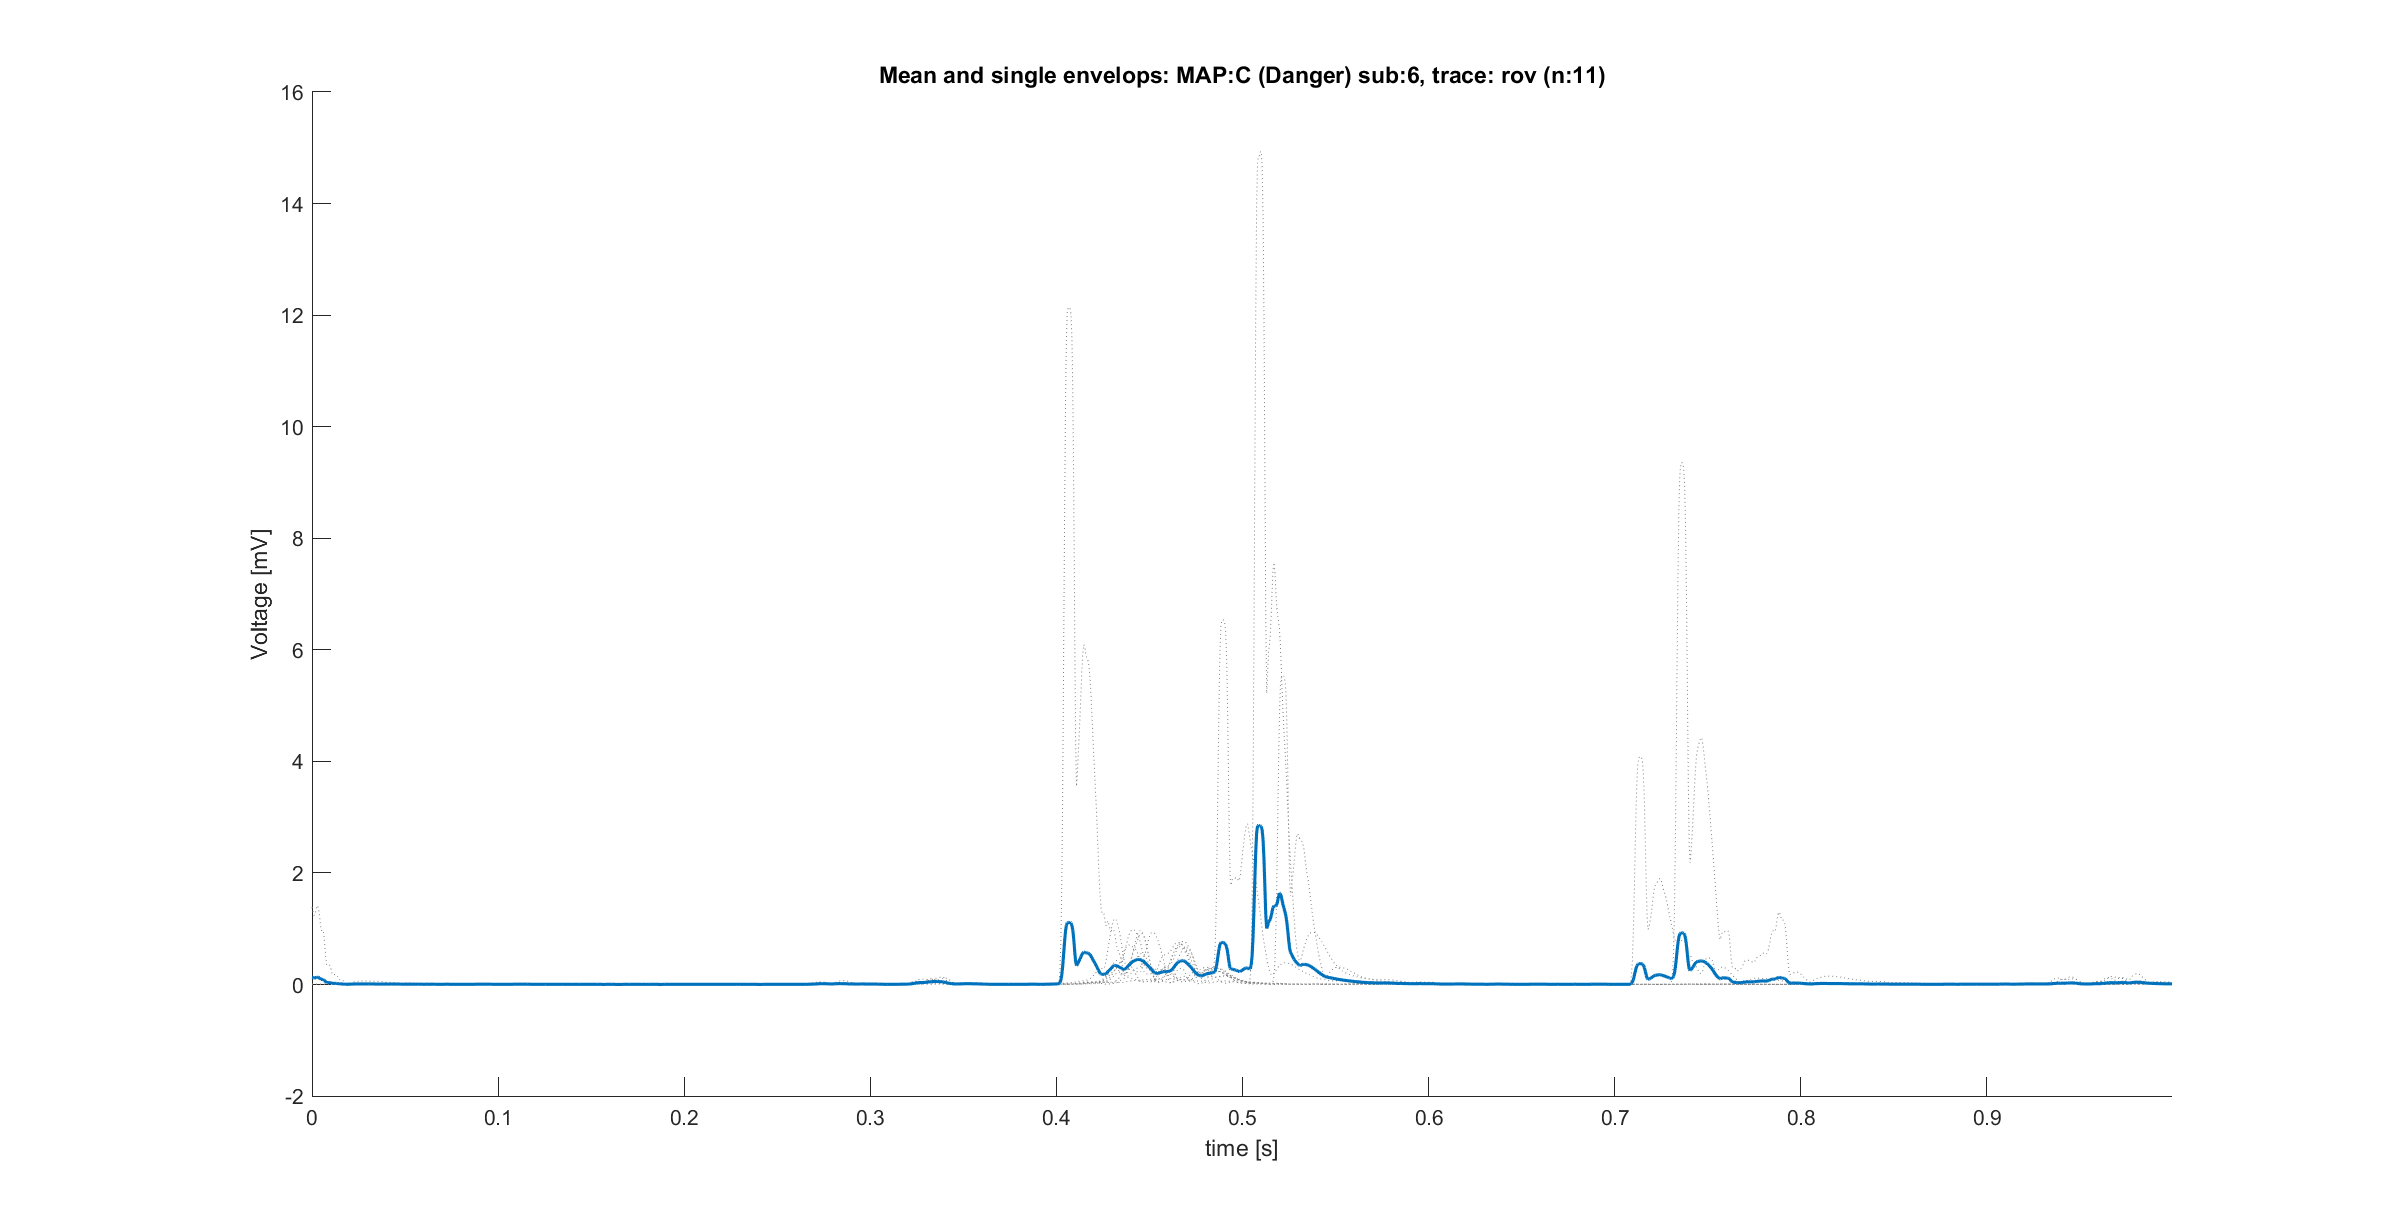 Mean and single envelops: MAP:C (Danger) sub:6, trace: rov (n:11)
16
14
12
10
8
6
4
2
0
-2
Voltage [mV]
0 0.1 0.2 0.3 0.4 0.5 0.6 0.7 0.8 0.9
time [s]